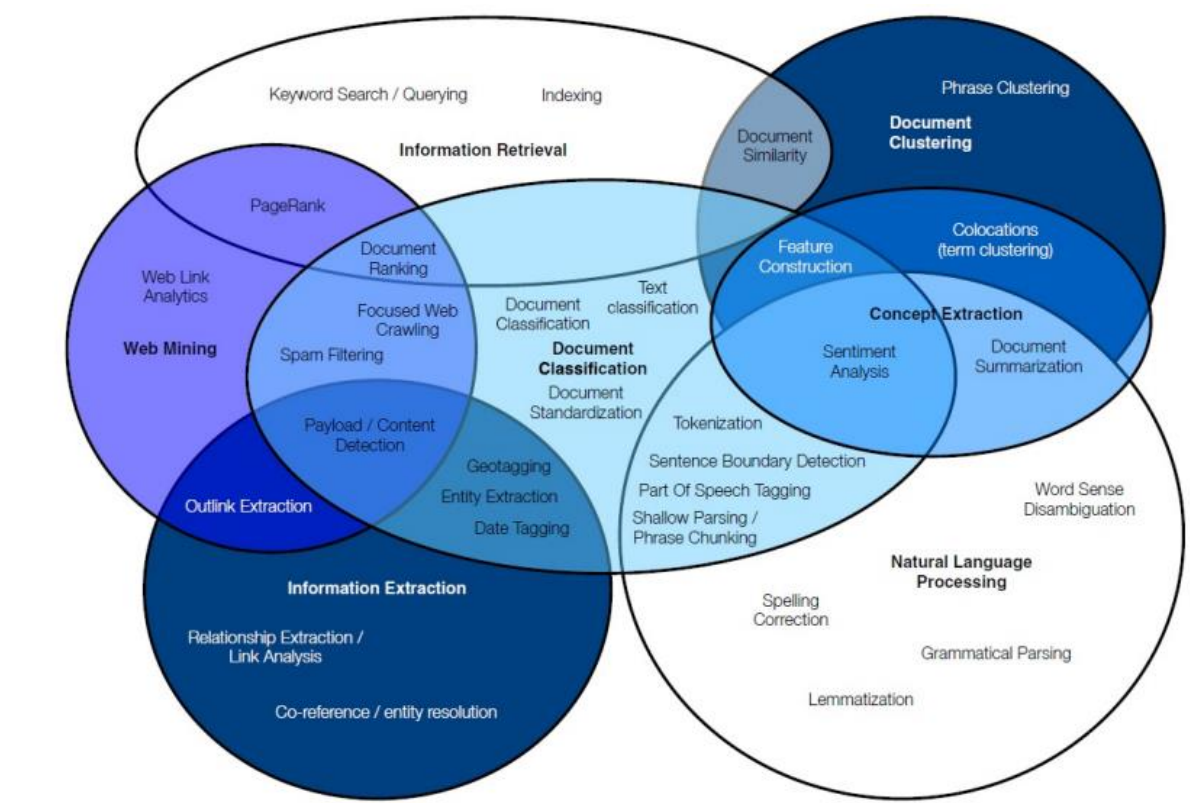 Keyword Search / Querying
Indexing
Phrase Clustering
Document
Clustering
Document
Similarity
Information Retrieval
PageRank
Document
Ranking
Feature
Construction
Colocations
(term clustering)
Web Link
Analytics
Focused Web
Crawling
Document
Classification
Text
classification
Concept Extraction
Web Mining
Spam Filtering
Document
Classification
Sentiment
Analysis
Document
Summarization
Document
Standardization
Payload / Content
Detection
Tokenization
Geotagging
Sentence Boundary Detection
Entity Extraction
Part Of Speech Tagging
Word Sense
Disambiguation
Outlink Extraction
Date Tagging
Shallow Parsing /
Phrase Chunking
Natural Language
Processing
Information Extraction
Spelling
Correction
Relationship Extraction /
Link Analysis
Grammatical Parsing
Lemmatization
Co-reference / entity resolution